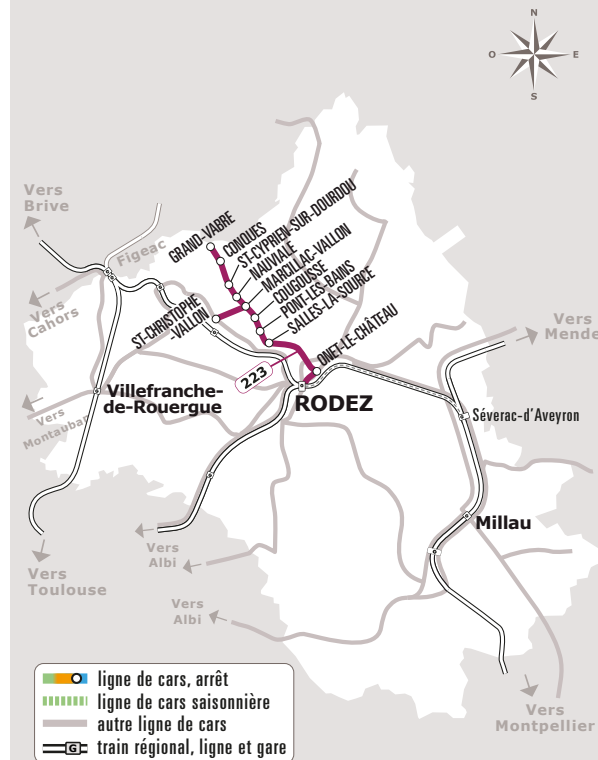 N
O
E
S
Vers
Brive
Figeac
Vers
Cahors
GRAND-VABRE
CONQUES
ST-CYPRIEN-SUR-DOURDOU
NAUVIALE
MARCILLAC-VALLON
COUGOUSSE
PONT-LES-BAINS
SALLES-LA-SOURCE
ST-CHRISTOPHE
-VALLON
ONET-LE-CHÂTEAU
223
Vers
Mende
Villefranche-
de-Rouergue
RODEZ
Vers
Montauban
Séverac-d'Aveyron
Millau
Vers
Toulouse
Vers
Albi
Vers
Albi
Vers
Montpellier
ligne de cars, arrêt
ligne de cars saisonnière
autre ligne de cars
G
train régional, ligne et gare